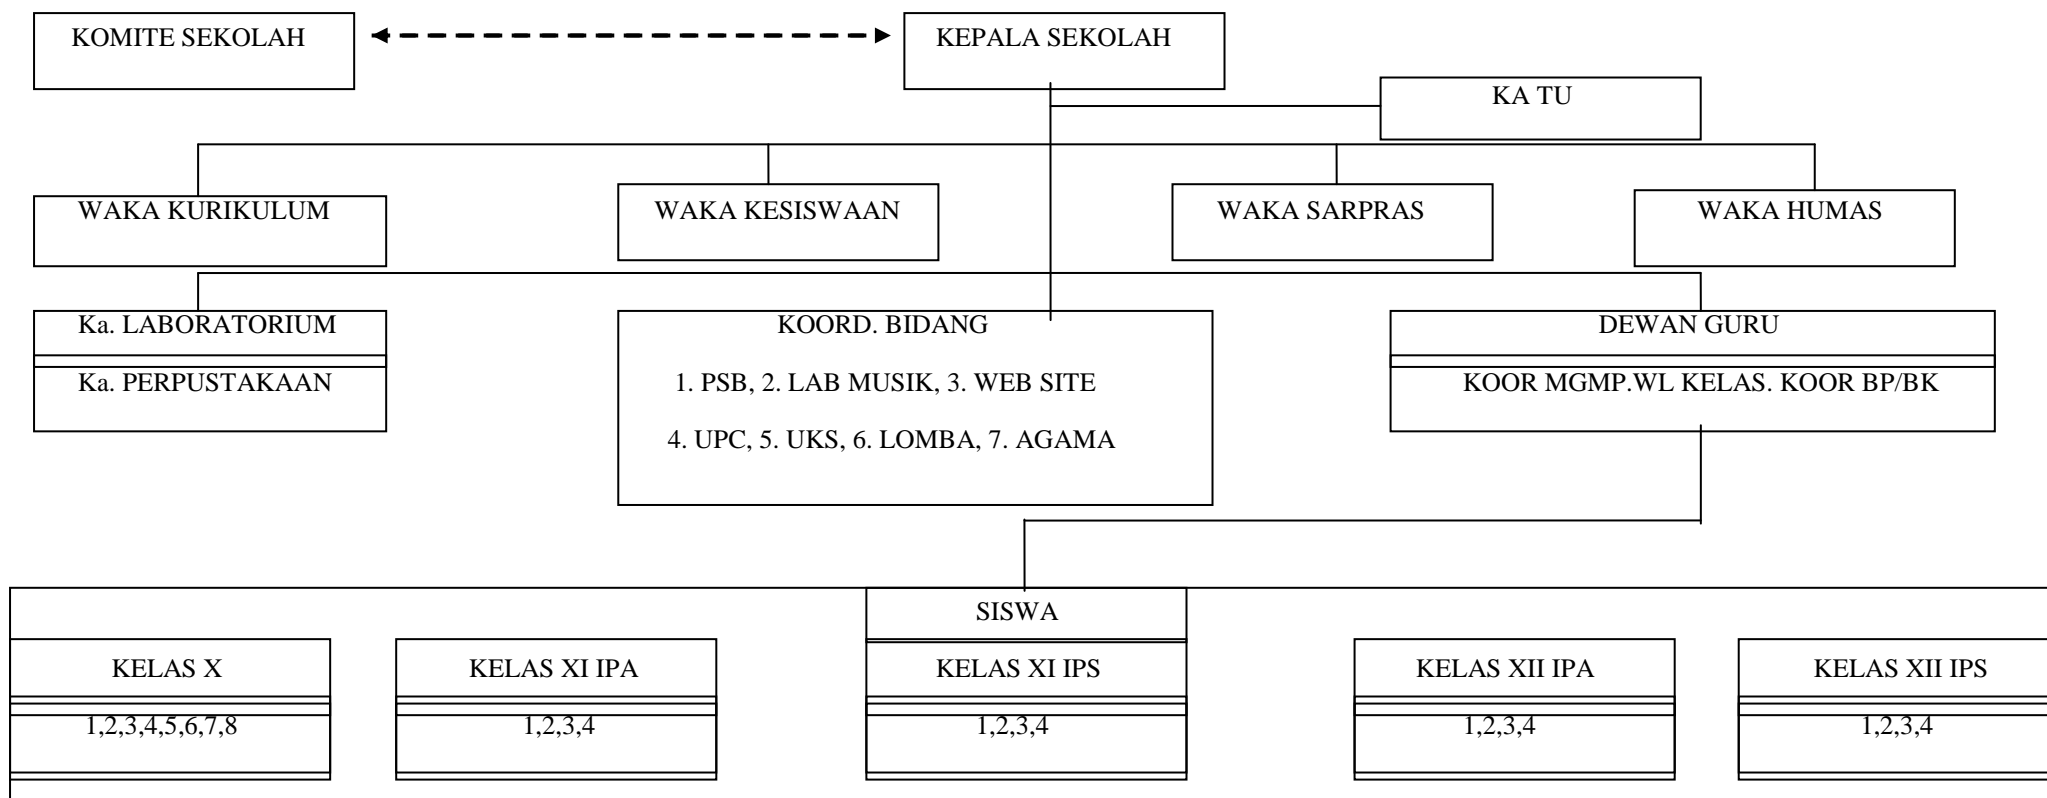 KOMITE SEKOLAH
KEPALA SEKOLAH
KA TU
WAKA KURIKULUM
WAKA KESISWAAN
WAKA SARPRAS
WAKA HUMAS
Ka. LABORATORIUM
Ka. PERPUSTAKAAN
KOORD. BIDANG
1. PSB, 2. LAB MUSIK, 3. WEB SITE
4. UPC, 5. UKS, 6. LOMBA, 7. AGAMA
DEWAN GURU
KOOR MGMP.WL KELAS. KOOR BP/BK
SISWA
KELAS X
1,2,3,4,5,6,7,8
KELAS XI IPA
1,2,3,4
KELAS XI IPS
1,2,3,4
KELAS XII IPA
1,2,3,4
KELAS XII IPS
1,2,3,4